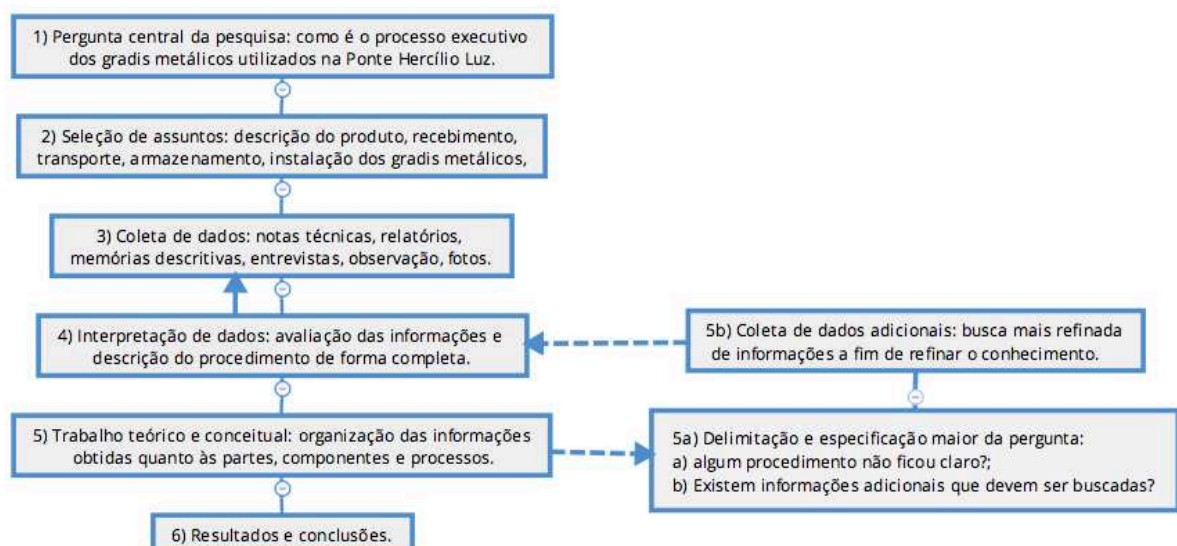 1) Pergunta central da pesquisa: como é o processo executivo
dos gradis metálicos utilizados na Ponte Hercílio Luz.
2) Seleção de assuntos: descrição do produto, recebimento,
transporte, armazenamento, instalação dos gradis metálicos,
3) Coleta de dados: notas técnicas, relatórios,
memórias descritivas, entrevistas, observação, fotos.
4) Interpretação de dados: avaliação das informações e
descrição do procedimento de forma completa.
5) Trabalho teórico e conceitual: organização das informações
obtidas quanto às partes, componentes e processos.
5a) Delimitação e especificação maior da pergunta:
a) algum procedimento não ficou claro?;
b) Existem informações adicionais que devem ser buscadas?
5b) Coleta de dados adicionais: busca mais refinada
de informações a fim de refinar o conhecimento.
6) Resultados e conclusões.